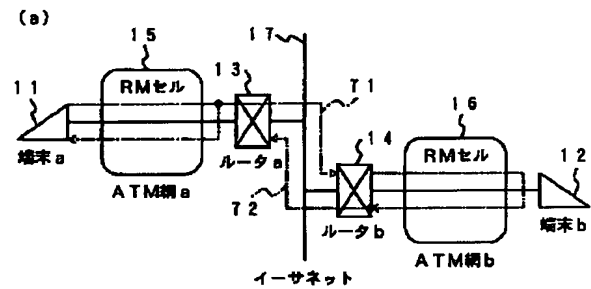 (a)
15
17
13
71
11
RMセル
16
14
RMセル
12
端末a
ルータa
ATM網a
72
ルータb
端末b
ATM網b
イーサネット